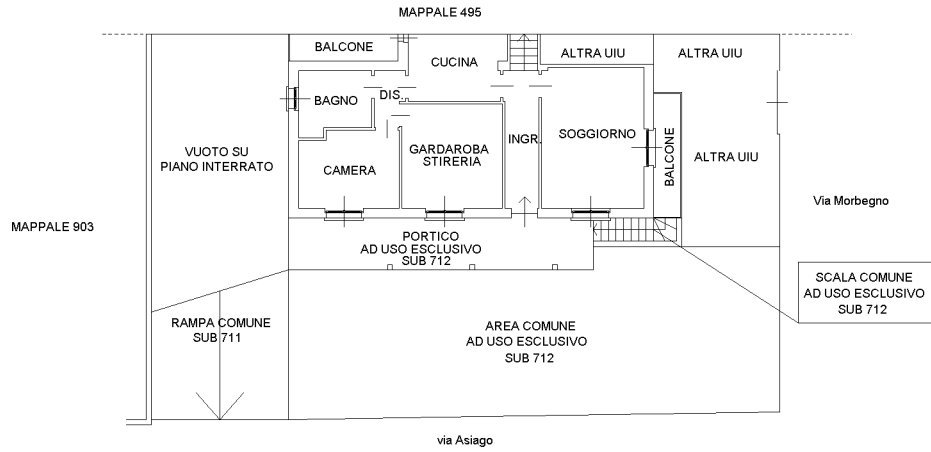 MAPPALE 495
BALCONE
CUCINA
ALTRA UIU
ALTRA UIU
BAGNO
DIS.
INGR.
SOGGIORNO
GARDAROBA
STIRERIA
CAMERA
BALCONE
ALTRA UIU
VUOTO SU
PIANO INTERRATO
Via Morbegno
MAPPALE 903
PORTICO
AD USO ESCLUSIVO
SUB 712
SCALA COMUNE
AD USO ESCLUSIVO
SUB 712
RAMPA COMUNE
SUB 711
AREA COMUNE
AD USO ESCLUSIVO
SUB 712
via Asiago